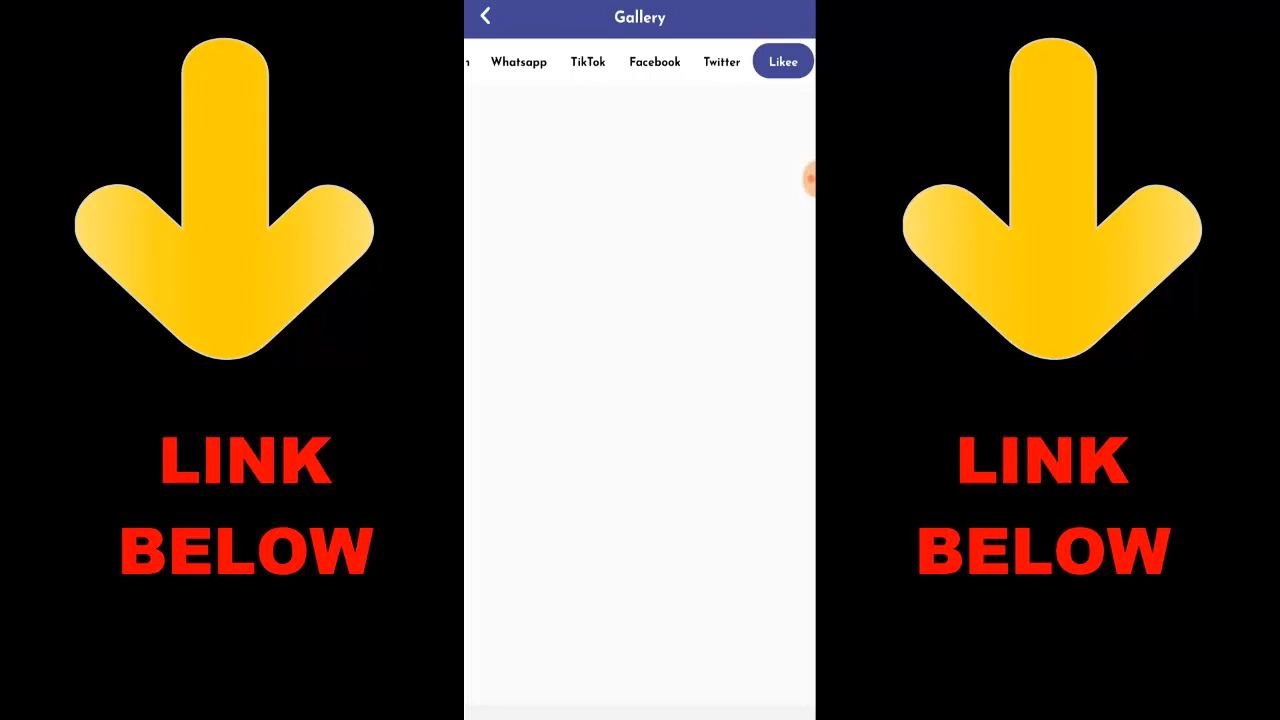 Gallery
Whatsapp TikTok Facebook Twitter Likee
LINK
BELOW
LINK
BELOW